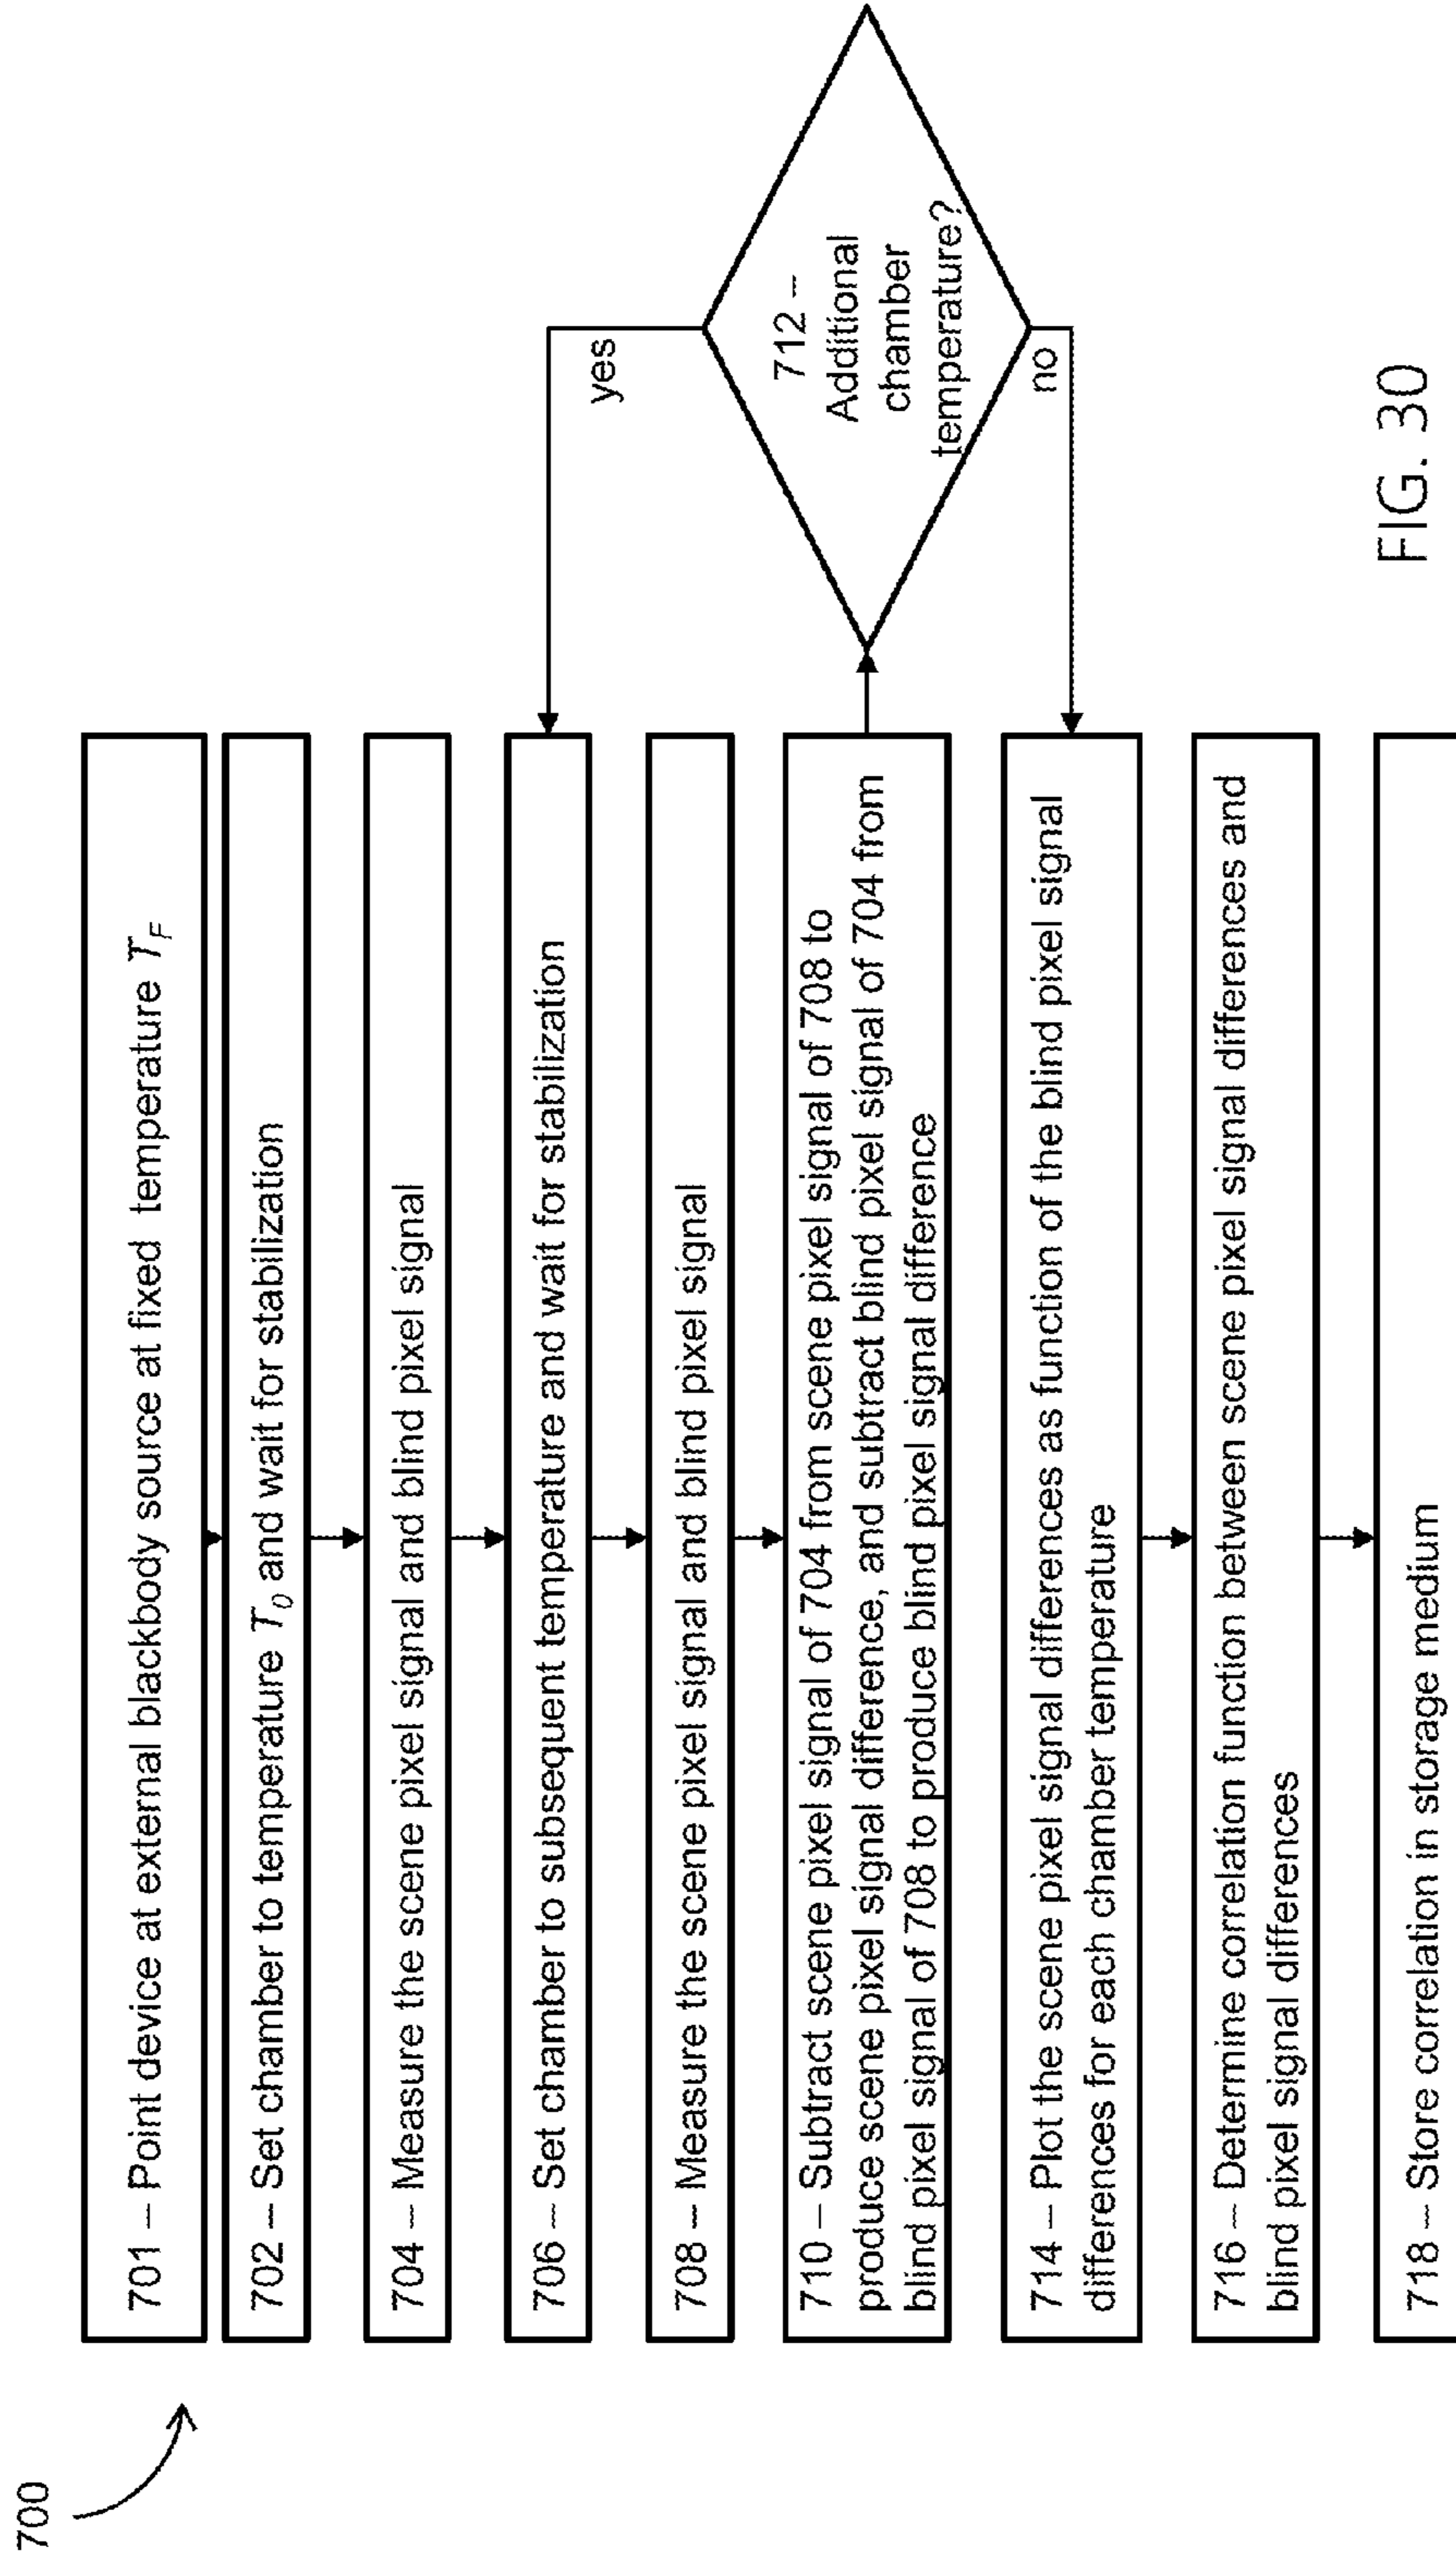 700
701 – Point device at external blackbody source at fixed temperature T_F
702 – Set chamber to temperature T_0 and wait for stabilization
704 – Measure the scene pixel signal and blind pixel signal
706 – Set chamber to subsequent temperature and wait for stabilization
708 – Measure the scene pixel signal and blind pixel signal
710 – Subtract scene pixel signal of 704 from scene pixel signal of 708 to
produce scene pixel signal difference, and subtract blind pixel signal of 704 from
blind pixel signal of 708 to produce blind pixel signal difference
yes
712 –
Additional
chamber
temperature?
no
714 – Plot the scene pixel signal differences as function of the blind pixel signal
differences for each chamber temperature
716 – Determine correlation function between scene pixel signal differences and
blind pixel signal differences
718 – Store correlation in storage medium
FIG. 30